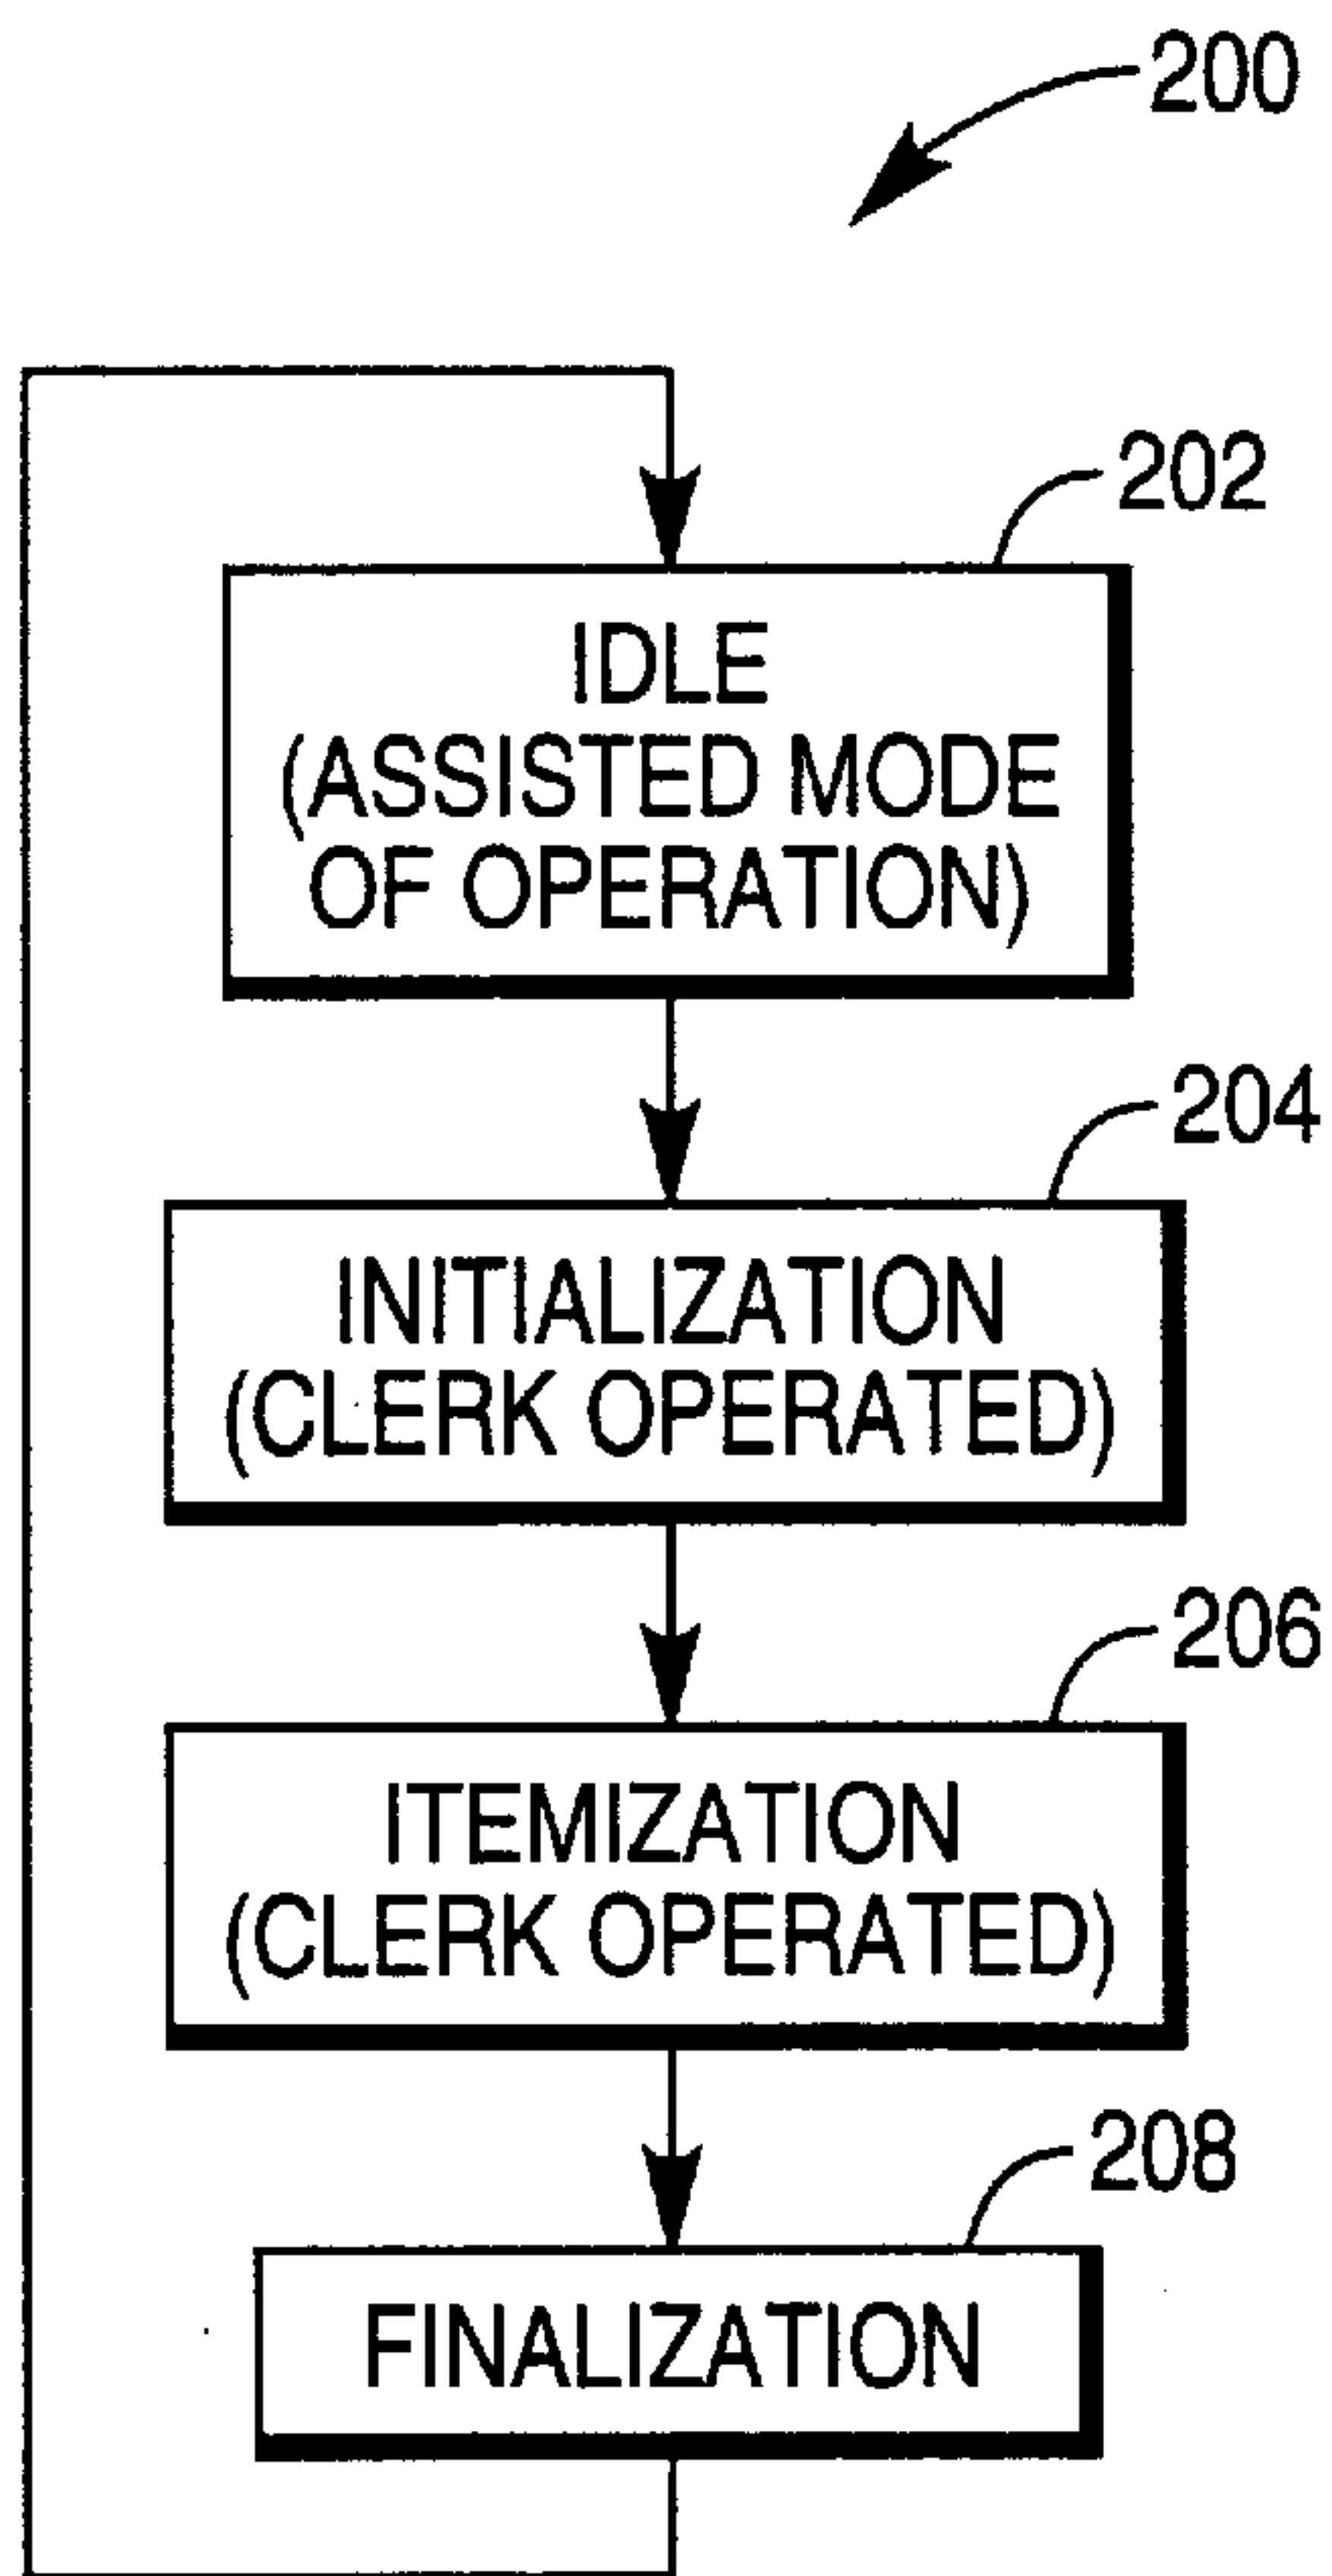 200
202
IDLE
(ASSISTED MODE
OF OPERATION)
204
INITIALIZATION
(CLERK OPERATED)
206
ITEMIZATION
(CLERK OPERATED)
208
FINALIZATION